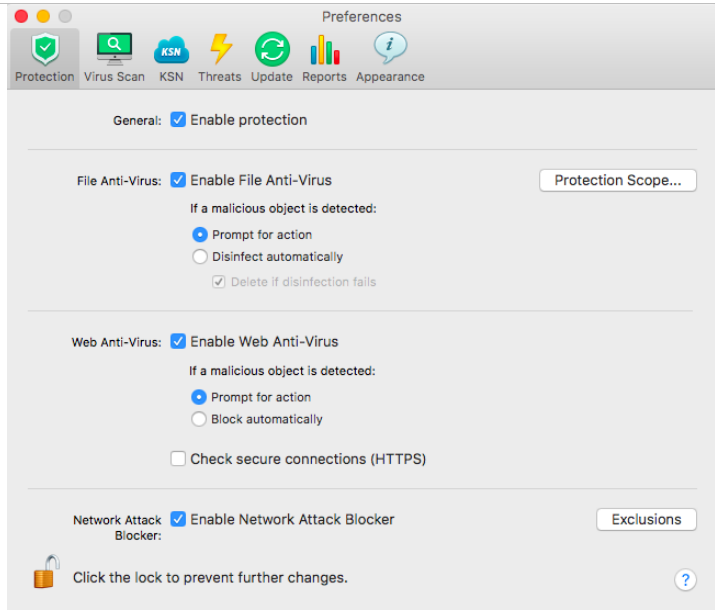 Preferences
KSN
Protection Virus Scan KSN Threats Update Reports Appearance
General: Enable protection
File Anti-Virus: Enable File Anti-Virus Protection Scope...
If a malicious object is detected:
Prompt for action
Disinfect automatically
Delete if disinfection fails
Web Anti-Virus: Enable Web Anti-Virus
If a malicious object is detected:
Prompt for action
Block automatically
Check secure connections (HTTPS)
Network Attack Enable Network Attack Blocker Exclusions
Blocker:
Click the lock to prevent further changes. ?